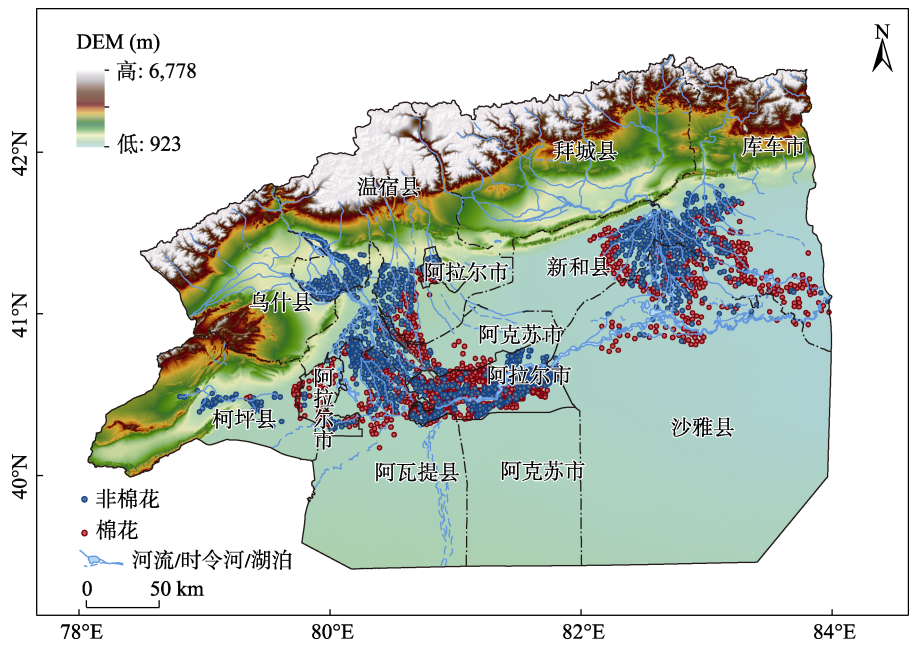 DEM (m)
高: 6,778
低: 923
N
42°N
41°N
40°N
拜城县
库车市
温宿县
阿拉尔市
新和县
乌什县
阿克苏市
阿拉尔市
阿拉尔市
柯坪县
沙雅县
阿瓦提县
阿克苏市
非棉花
棉花
河流/时令河/湖泊
0 50 km
78°E 80°E 82°E 84°E